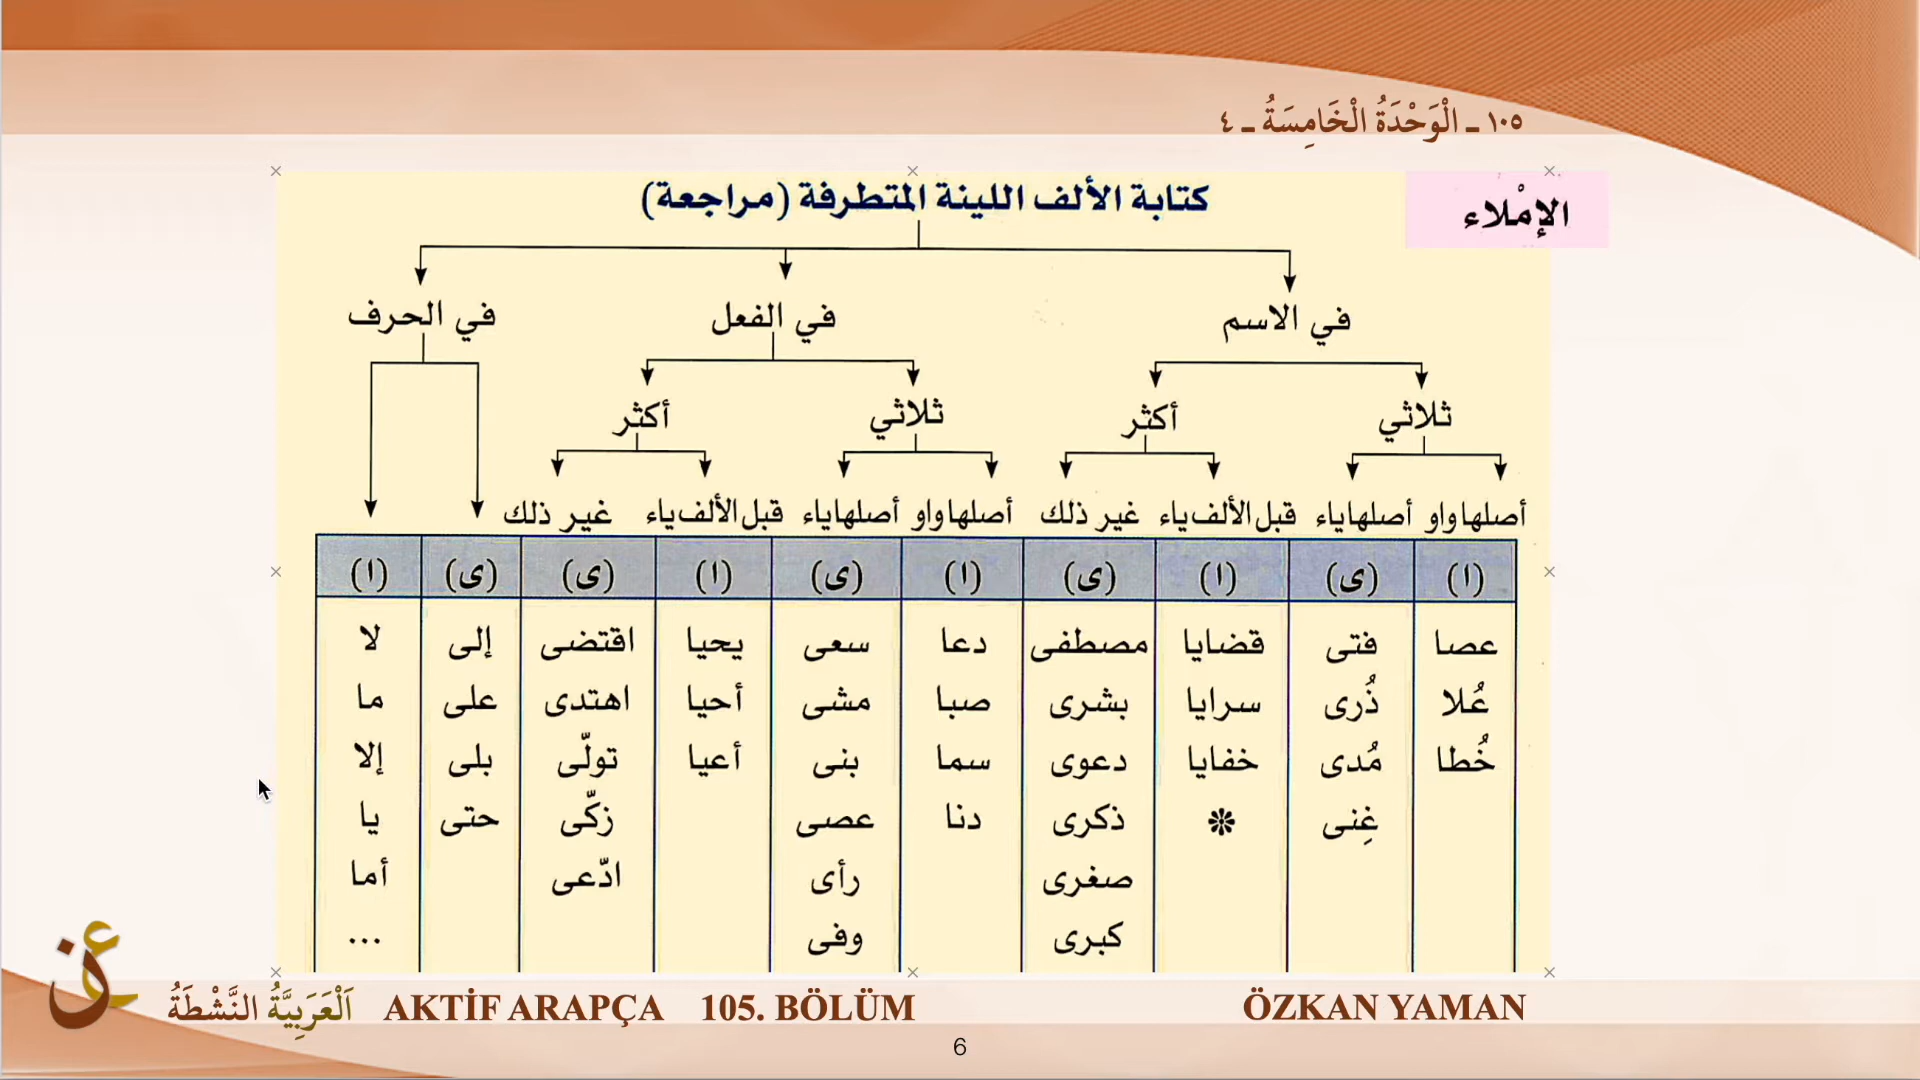 ١٠٥ ـ الْوَحْدَةُ الْخَامِسَةُ ـ ٤
الإمْلاء
كتابة الألف اللينة المتطرفة (مراجعة)
في الاسم في الفعل في الحرف
ثلاثي أكثر ثلاثي أكثر
أصلها واو أصلها ياء قبل الألف ياء غير ذلك أصلها واو أصلها ياء قبل الألف ياء غير ذلك
(ا) (ى) (ا) (ى) (ا) (ى) (ا) (ى) (ى) (ا)
عصا فتى قضايا مصطفى دعا سعى يحيا اقتضى إلى لا
عُلا ذُرى سرايا بشرى صبا مشى أحيا اهتدى على ما
خُطا مُدى خفايا دعوى سما بنى أعيا تولّى بلى إلا
غِنى ❊ ذكرى دنا عصى زكّى حتى يا
صغرى رأى ادّعى أما
كبرى وفى ...
اَلْعَرَبِيَّةُ النَّشْطَةُ AKTİF ARAPÇA 105. BÖLÜM ÖZKAN YAMAN
6